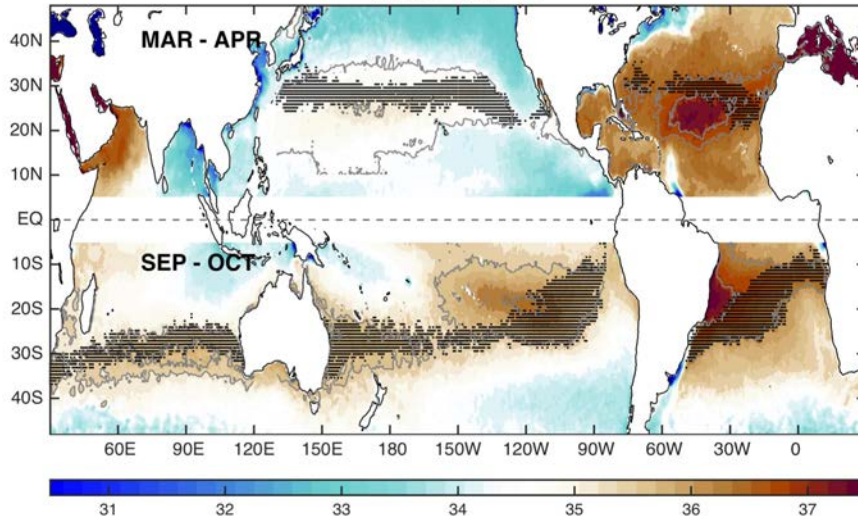 40N
MAR - APR
30N
20N
10N
EQ
10S
SEP - OCT
20S
30S
40S
60E 90E 120E 150E 180 150W 120W 90W 60W 30W 0
31 32 33 34 35 36 37